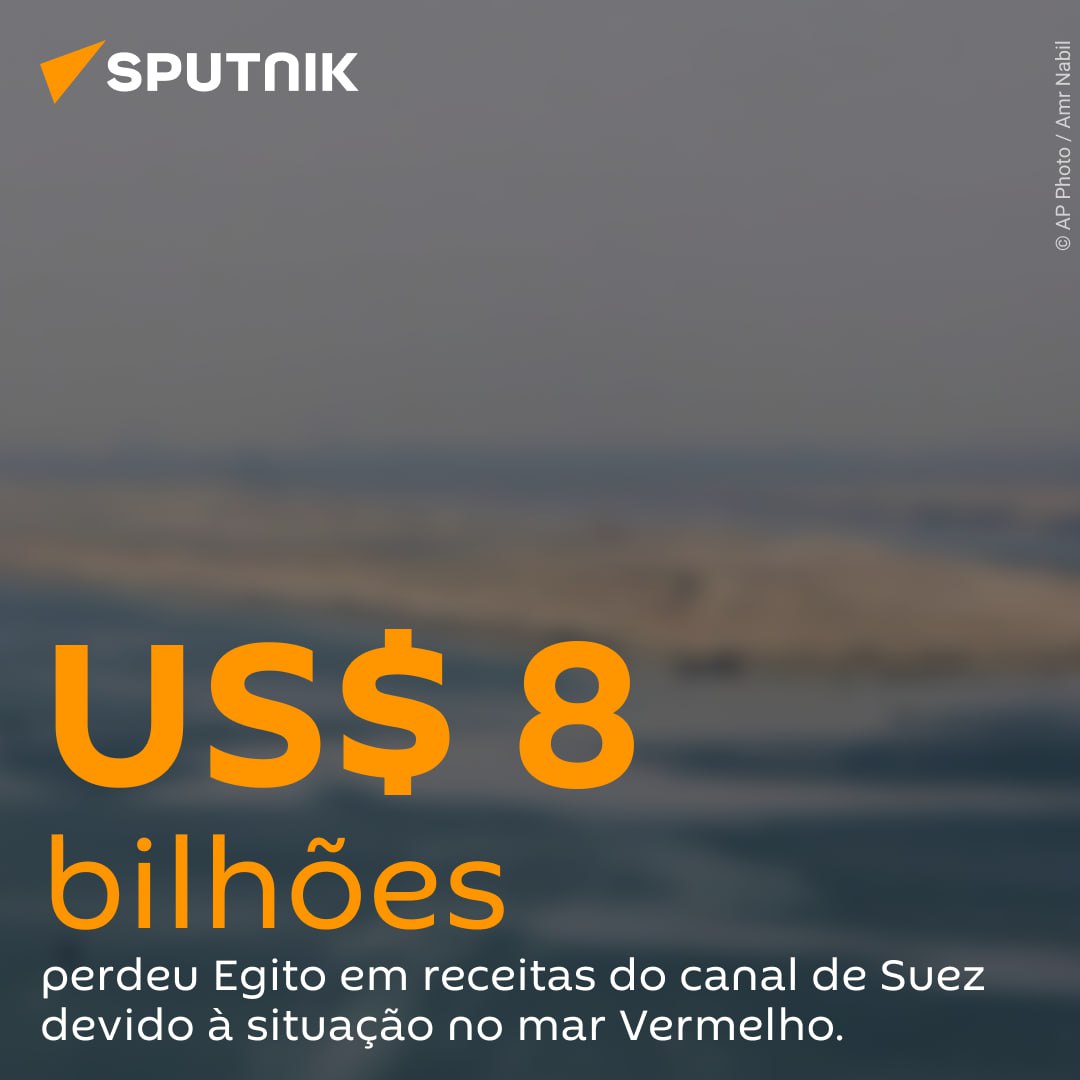 SPUTNIK
© AP Photo / Amr Nabil
US$ 8
bilhões
perdeu Egito em receitas do canal de Suez
devido à situação no mar Vermelho.